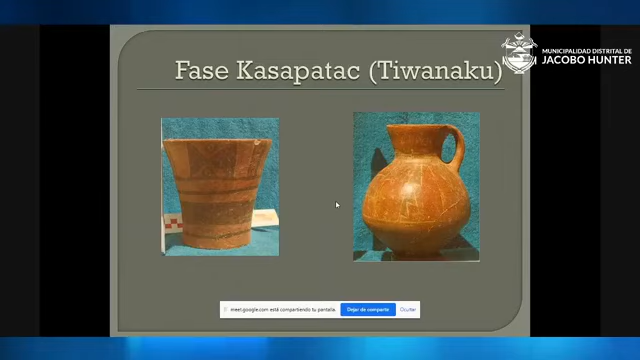 MUNICIPALIDAD DISTRITAL DE
JACOBO HUNTER
Fase Kasapatac (Tiwanaku)
meet.google.com está compartiendo tu pantalla.
Dejar de compartir
Ocultar